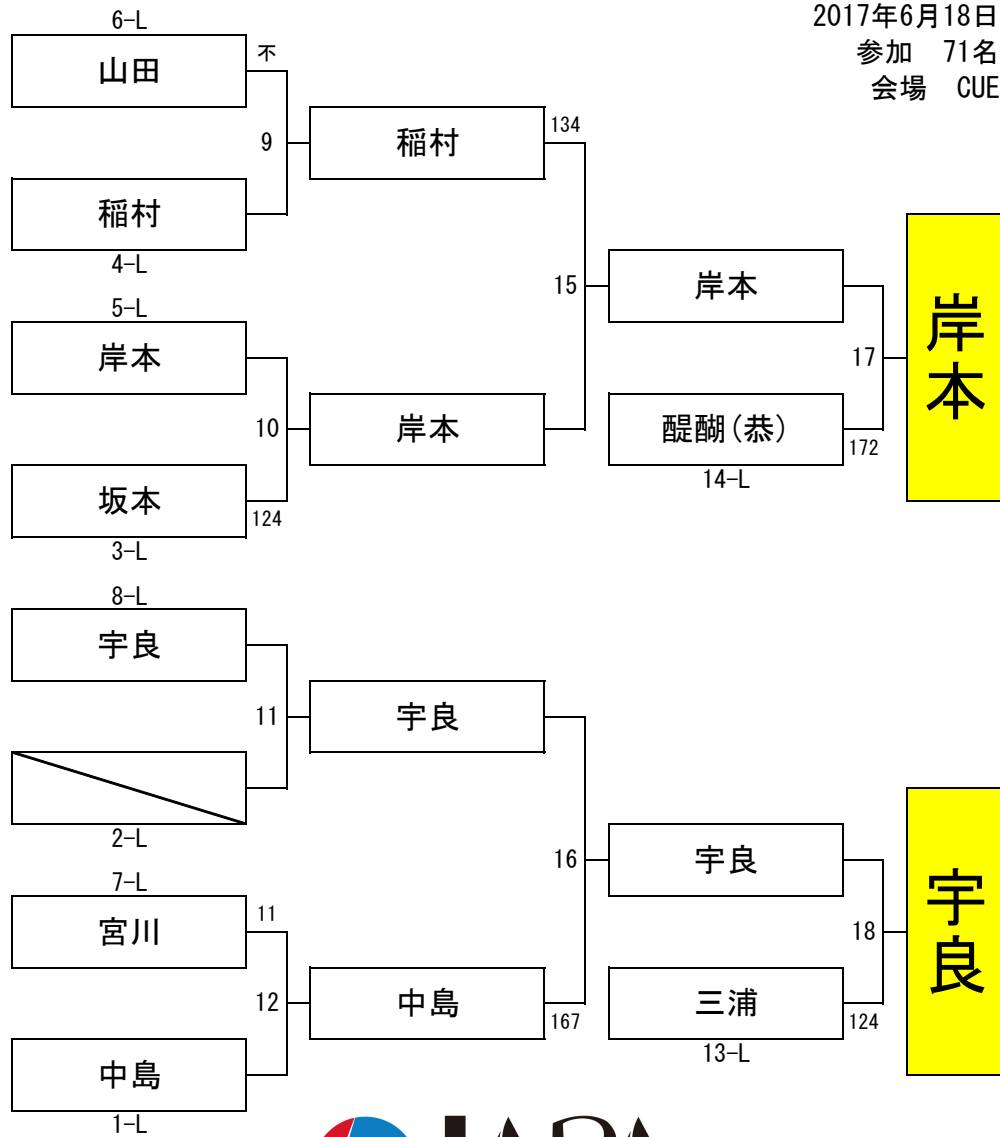 2017年6月18日
参加 71名
会場 CUE
6-L
山田
不
9
稲村
134
稲村
4-L
15
岸本
5-L
岸本
17
岸本
10
岸本
醍醐(恭)
172
14-L
坂本
124
3-L
8-L
宇良
11
宇良
2-L
16
宇良
7-L
宮川
11
18
宇良
12
中島
167
三浦
124
13-L
中島
1-L